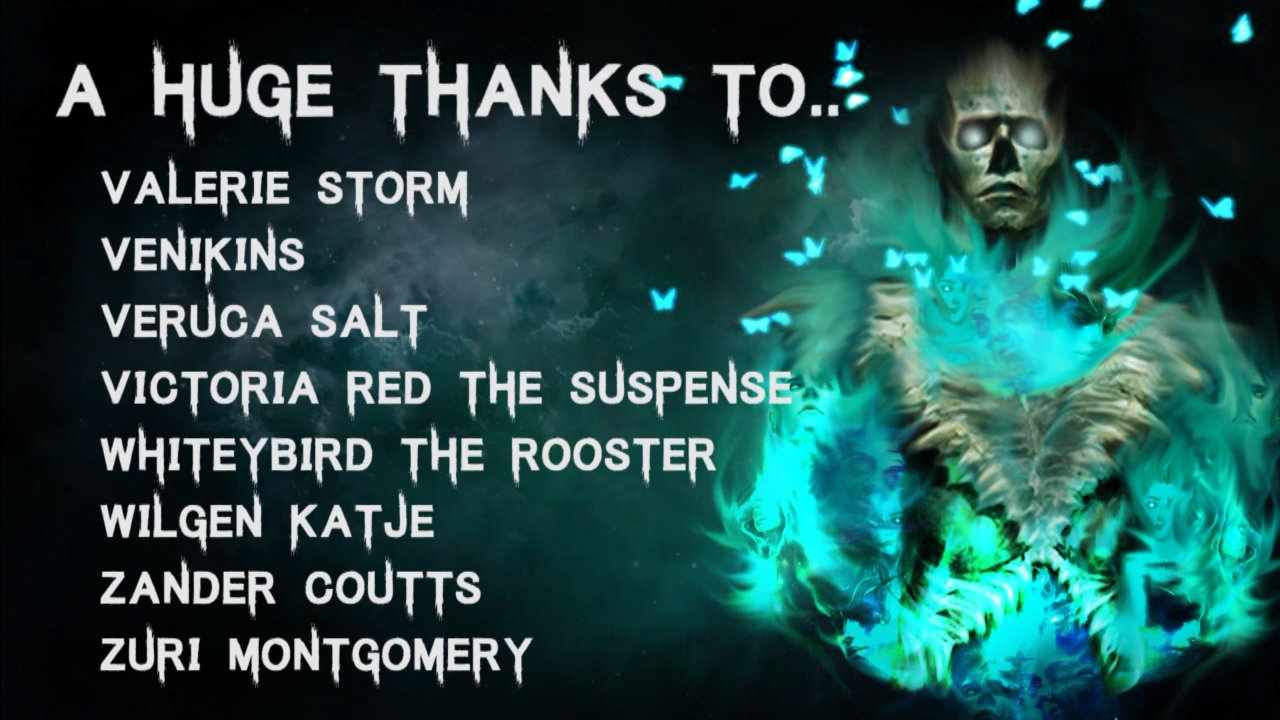 A HUGE THANKS TO..
VALERIE STORM
VENIKINS
VERUCA SALT
VICTORIA RED THE SUSPENSE
WHITEYBIRD THE ROOSTER
WILGEN KATJE
ZANDER COUTTS
ZURI MONTGOMERY